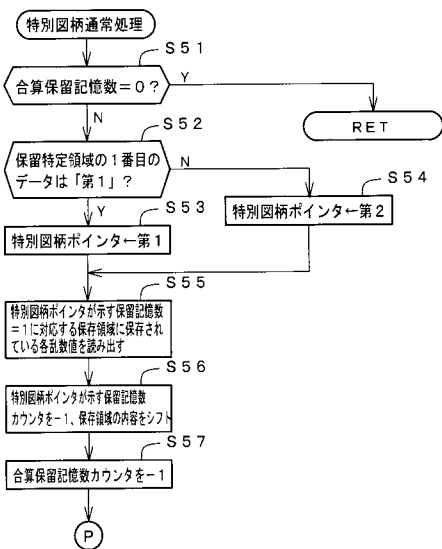 特別図柄通常処理
S51
合算保留記憶数=0？
Y
N
RET
S52
保留特定領域の1番目の
データは「第1」？
N
Y
S53
特別図柄ポインタ←第1
S54
特別図柄ポインタ←第2
S55
特別図柄ポインタが示す保留記憶数
=1に対応する保存領域に保存され
ている各乱数値を読み出す
S56
特別図柄ポインタが示す保留記憶数
カウンタを-1、保存領域の内容をシフト
S57
合算保留記憶数カウンタを-1
P